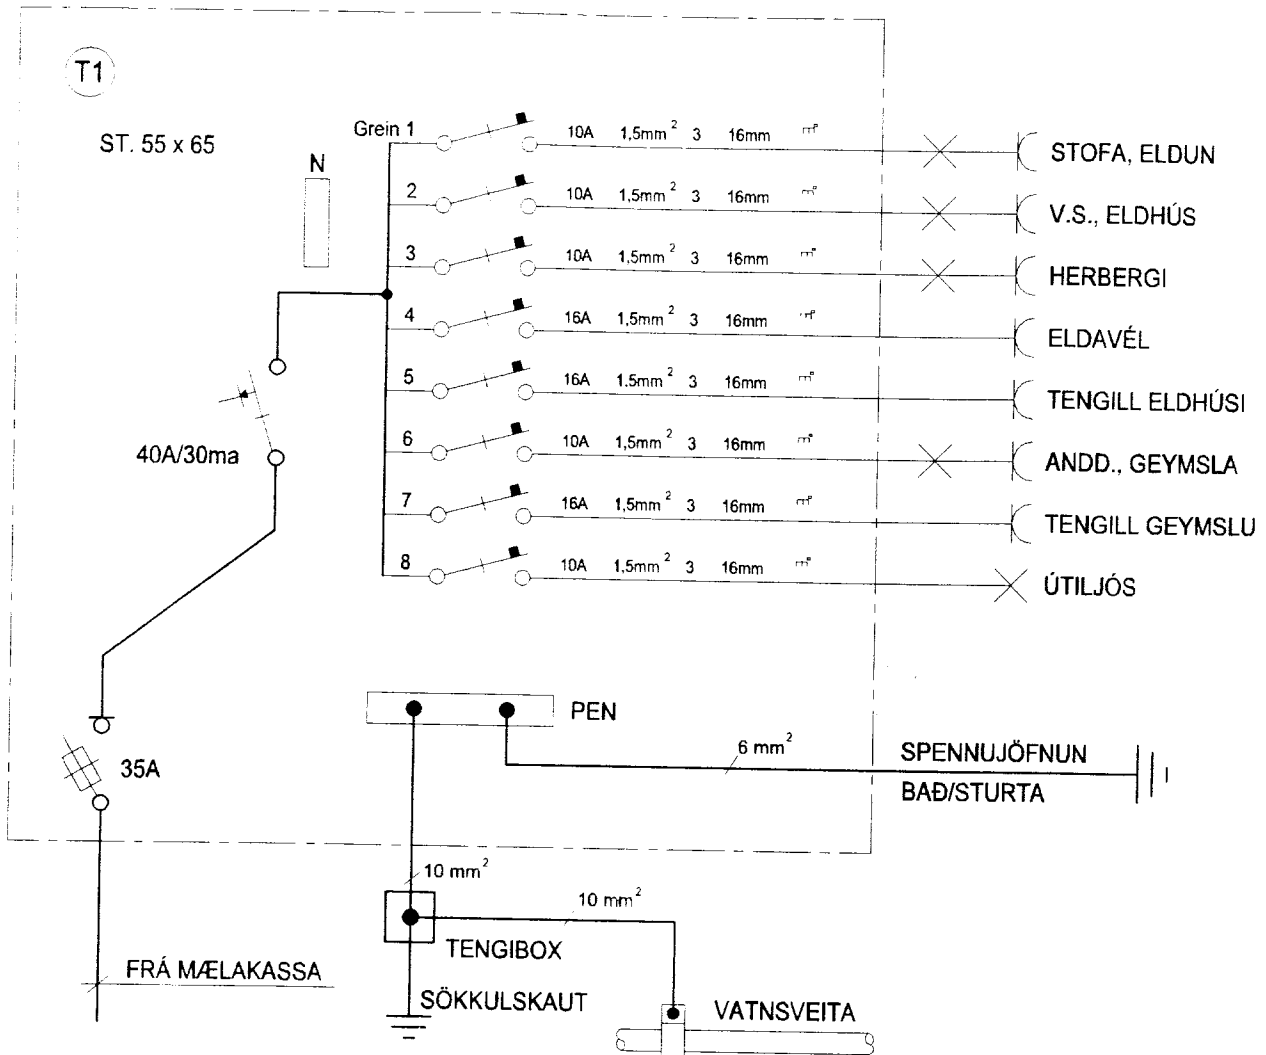 T1
ST. 55 x 65
N
Grein 1 10A 1,5mm² 3 16mm STOFA, ELDUN
2 10A 1,5mm² 3 16mm V.S., ELDHÚS
3 10A 1,5mm² 3 16mm HERBERGI
4 16A 1,5mm² 3 16mm ELDAVÉL
5 16A 1.5mm² 3 16mm TENGILL ELDHÚSI
40A/30ma
6 10A 1,5mm² 3 16mm ANDD., GEYMSLA
7 16A 1,5mm² 3 16mm TENGILL GEYMSLU
8 10A 1,5mm² 3 16mm ÚTILJÓS
PEN
35A
6 mm²
SPENNUJÖFNUN
BAÐ/STURTA
10 mm²
10 mm²
TENGIBOX
FRÁ MÆLAKASSA
SÖKKULSKAUT
VATNSVEITA